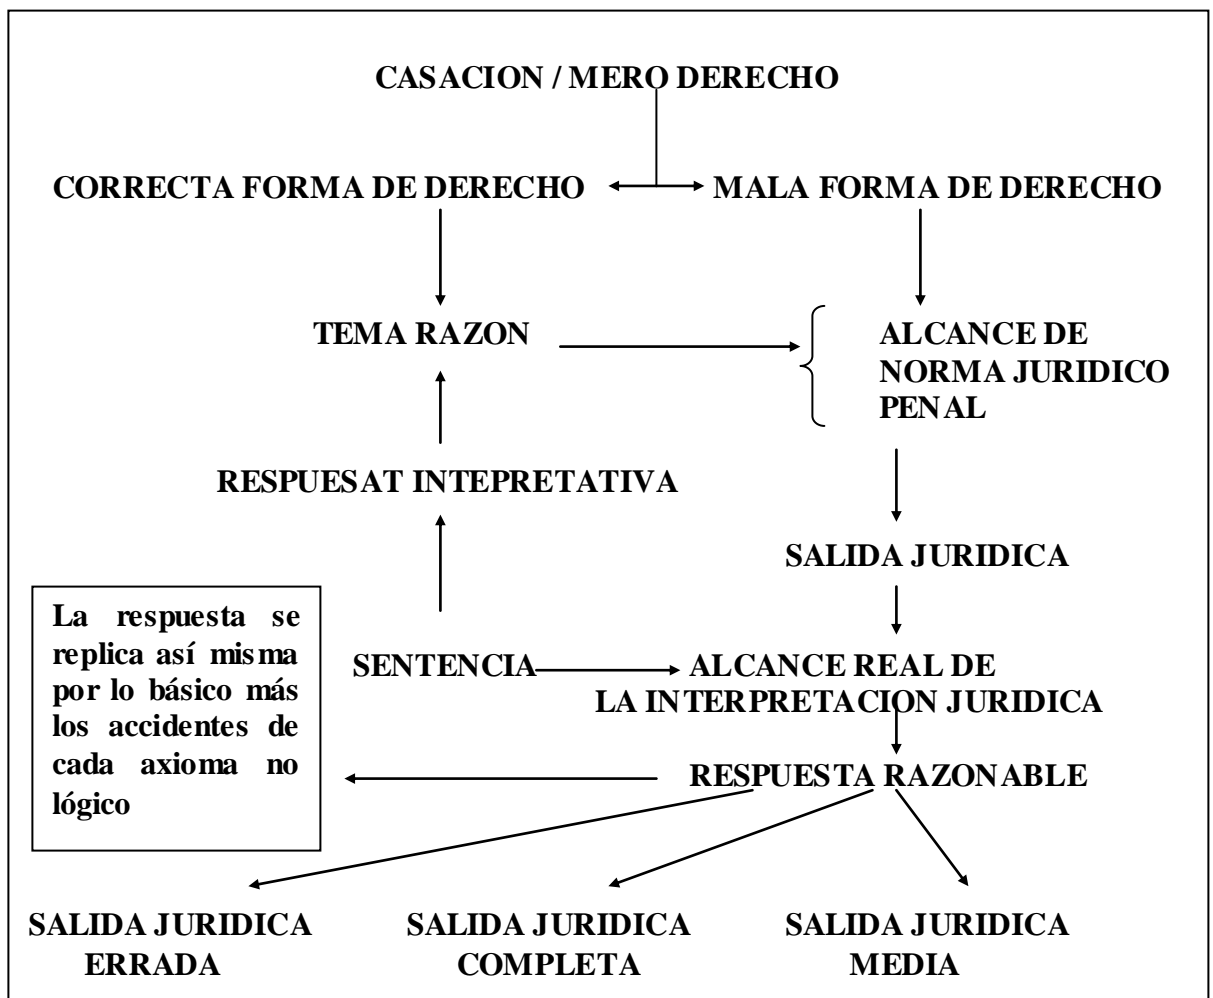 CASACION / MERO DERECHO
CORRECTA FORMA DE DERECHO
MALA FORMA DE DERECHO
TEMA RAZON
ALCANCE DE
NORMA JURIDICO
PENAL
RESPUESAT INTEPRETATIVA
SALIDA JURIDICA
La respuesta se
replica así misma
por lo básico más
los accidentes de
cada axioma no
lógico
SENTENCIA
ALCANCE REAL DE
LA INTERPRETACION JURIDICA
RESPUESTA RAZONABLE
SALIDA JURIDICA
ERRADA
SALIDA JURIDICA
COMPLETA
SALIDA JURIDICA
MEDIA